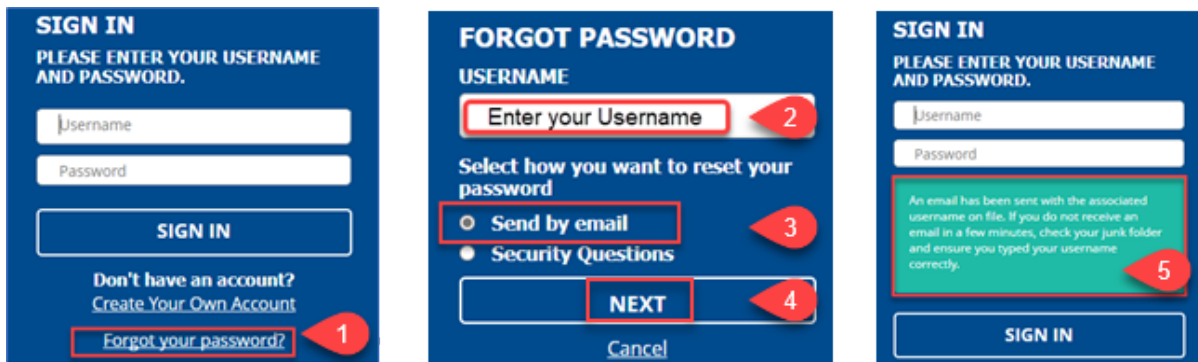 SIGN IN
PLEASE ENTER YOUR USERNAME
AND PASSWORD.
Username
Password
SIGN IN
Don't have an account?
Create Your Own Account
Forgot your password?
1
FORGOT PASSWORD
USERNAME
Enter your Username
2
Select how you want to reset your
password
Send by email
3
Security Questions
NEXT
4
Cancel
SIGN IN
PLEASE ENTER YOUR USERNAME
AND PASSWORD.
Username
Password
An email has been sent with the associated
username on file. If you do not receive an
email in a few minutes, check your junk folder
and ensure you typed your username
correctly.
5
SIGN IN